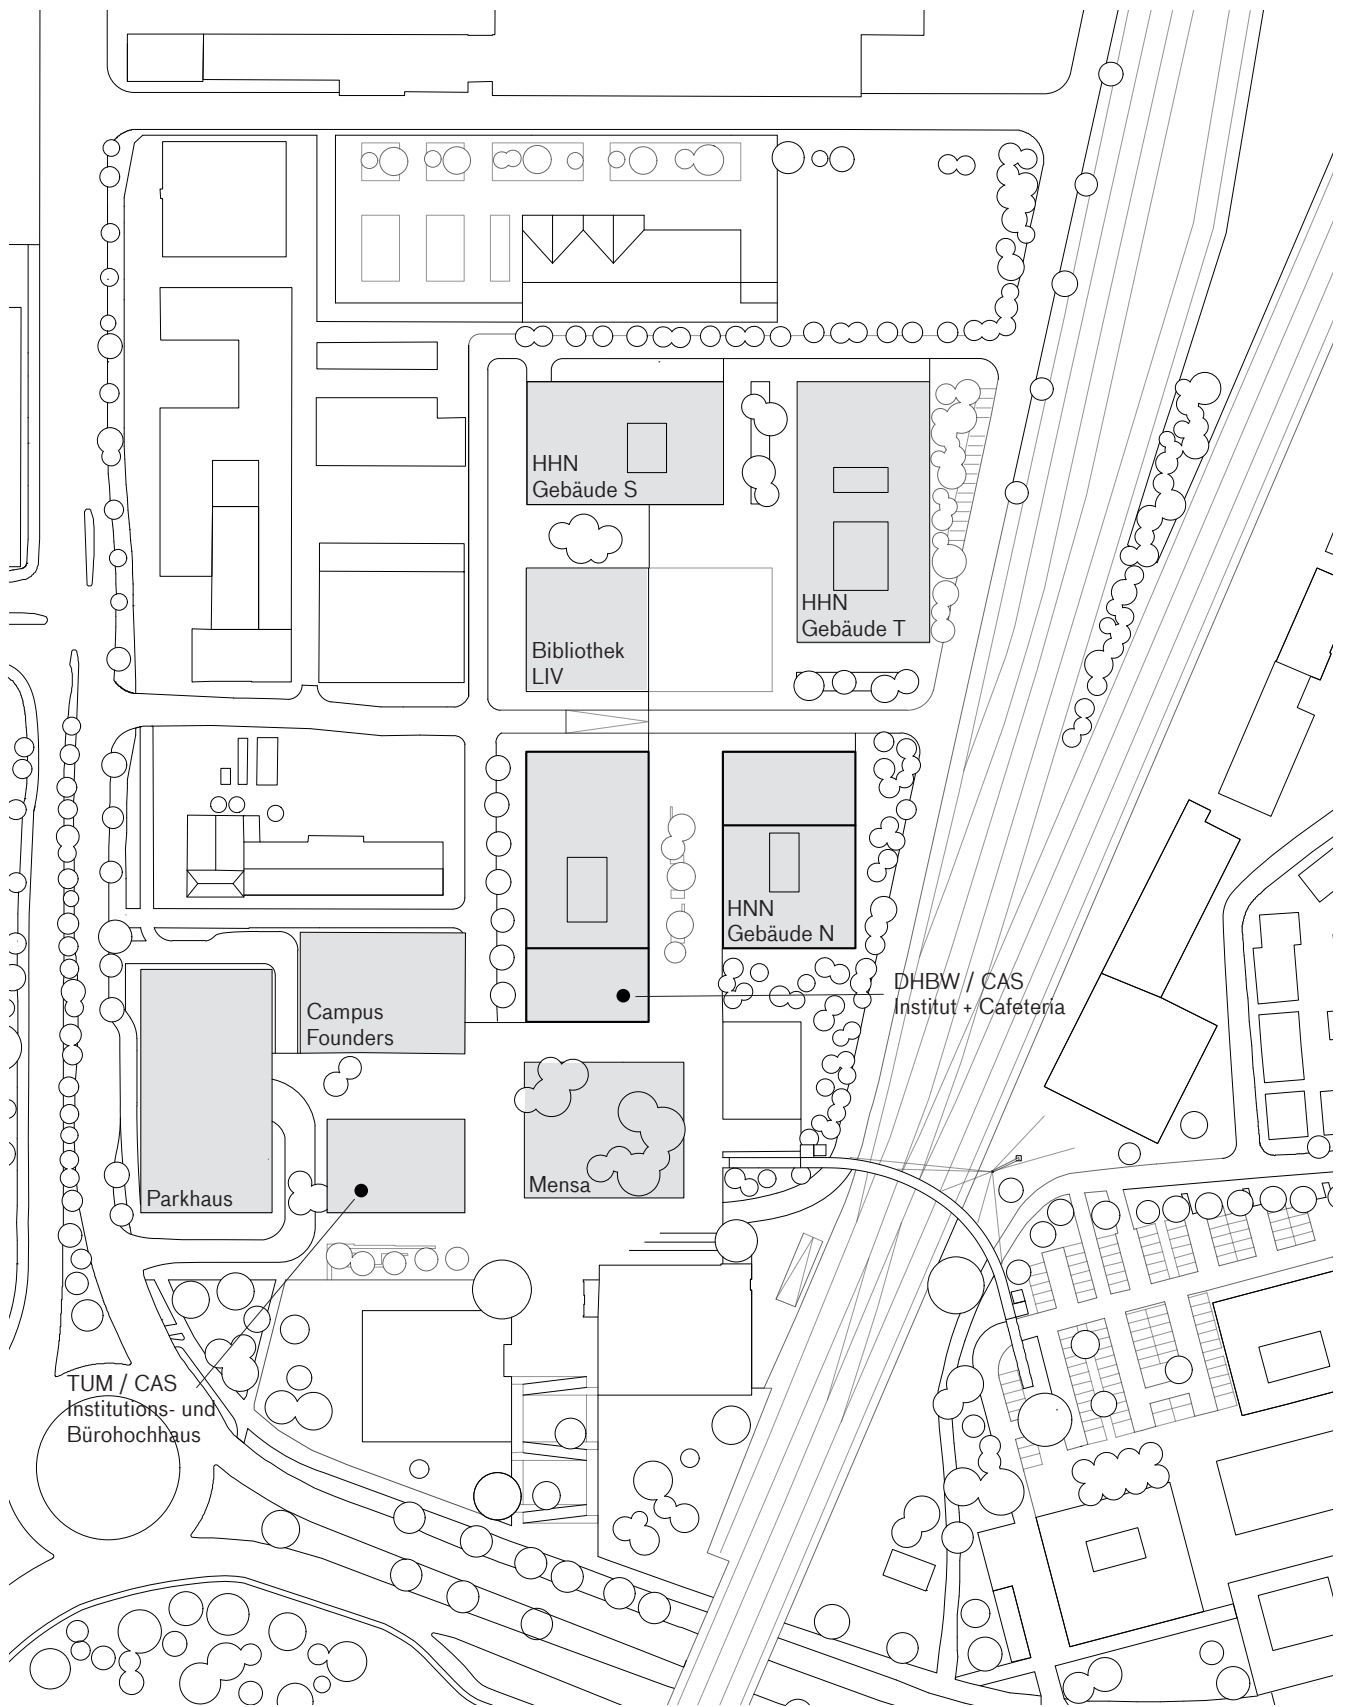 HHN
Gebäude S
HHN
Gebäude T
Bibliothek
LIV
HNN
Gebäude N
DHBW / CAS
Institut + Cafeteria
Campus
Founders
Parkhaus
Mensa
TUM / CAS
Institutions- und
Bürohochhaus